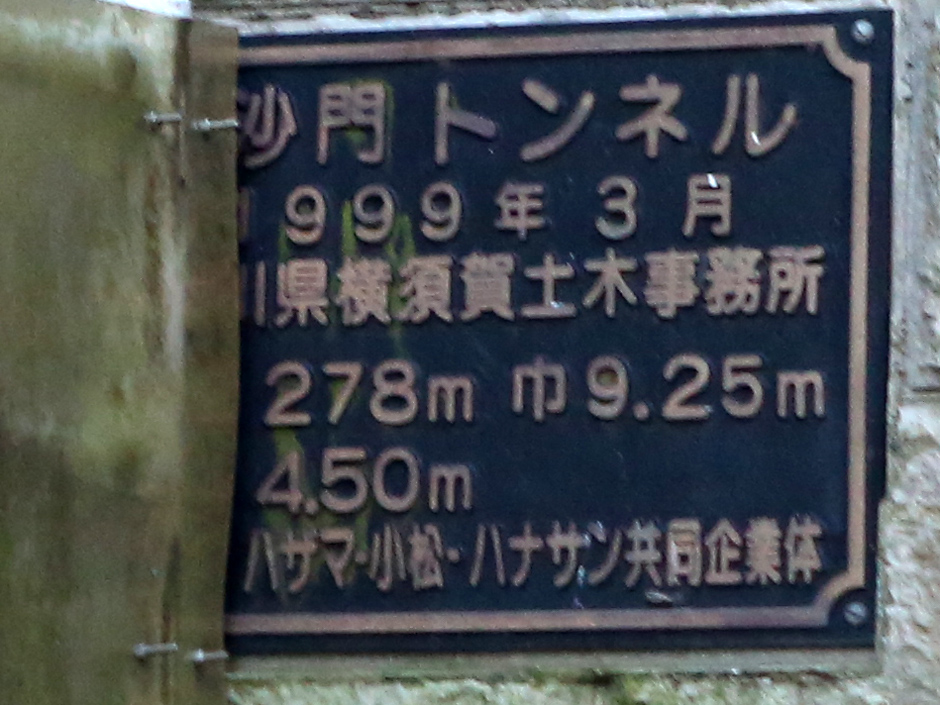 沙門トンネル
1999年3月
川県横須賀土木事務所
278m 巾9.25m
4.50m
ハザマ・小松・ハナサン共同企業体